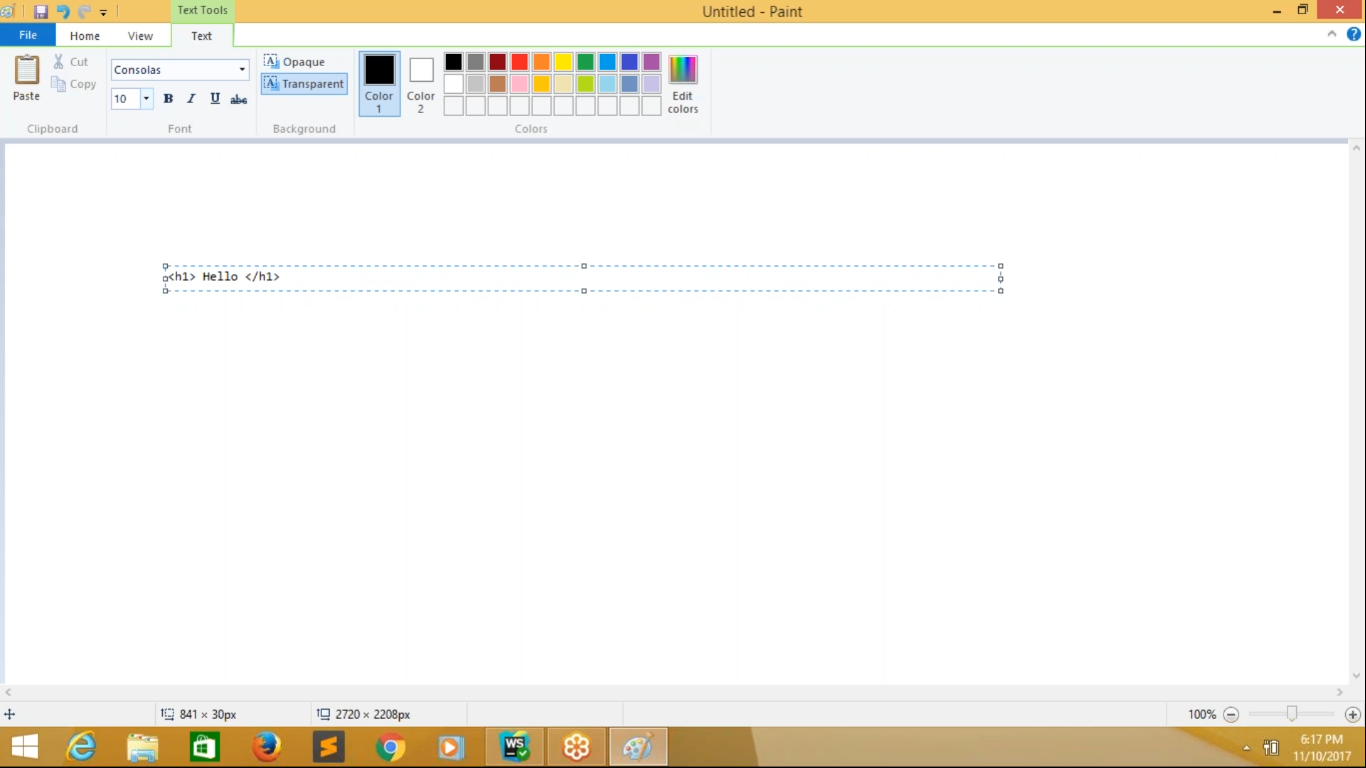 Text Tools
Untitled - Paint
File Home View Text
Paste
Cut
Copy
Clipboard
Consolas
10 B I U abc
Font
Opaque
Transparent
Background
Color 1
Color 2
Edit colors
Colors
<h1> Hello </h1>
841 × 30px
2720 × 2208px
100%
WS
6:17 PM
11/10/2017